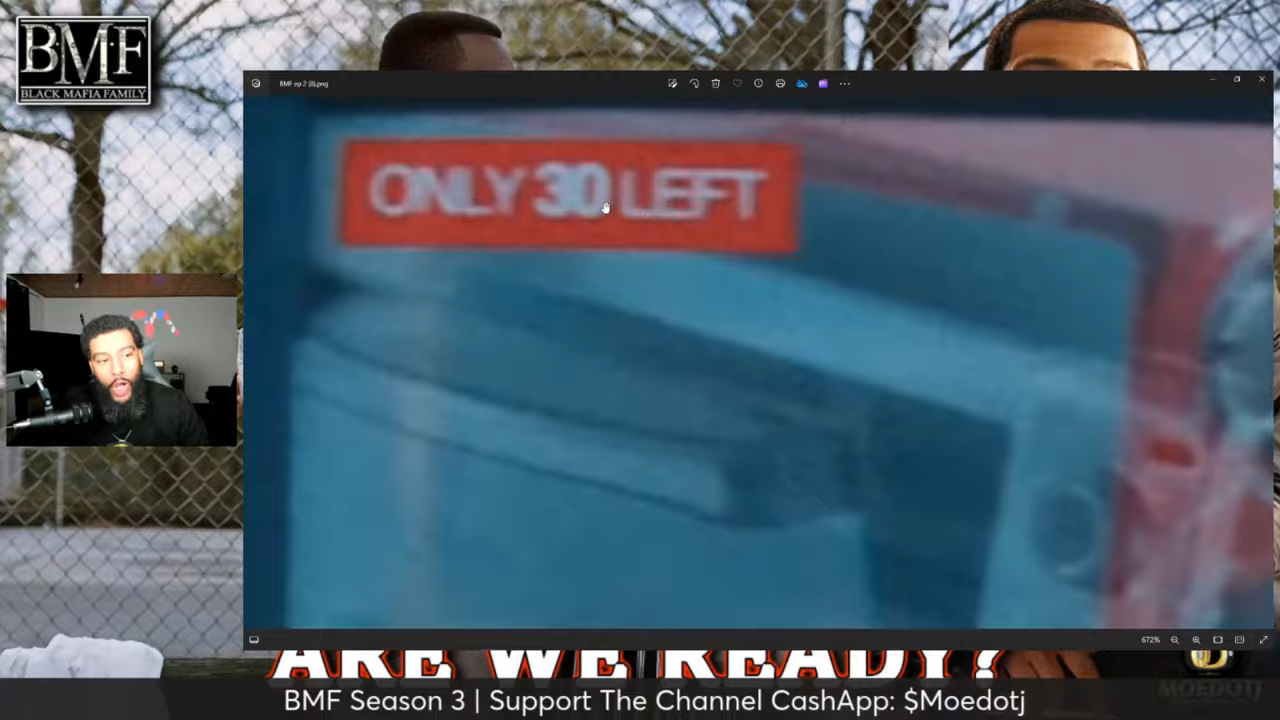 BMF
BLACK MAFIA FAMILY
BMF ep 2 (8).png
ONLY 30 LEFT
672%
ARE WE READY?
MOEDOTJ
BMF Season 3 | Support The Channel CashApp: $Moedotj